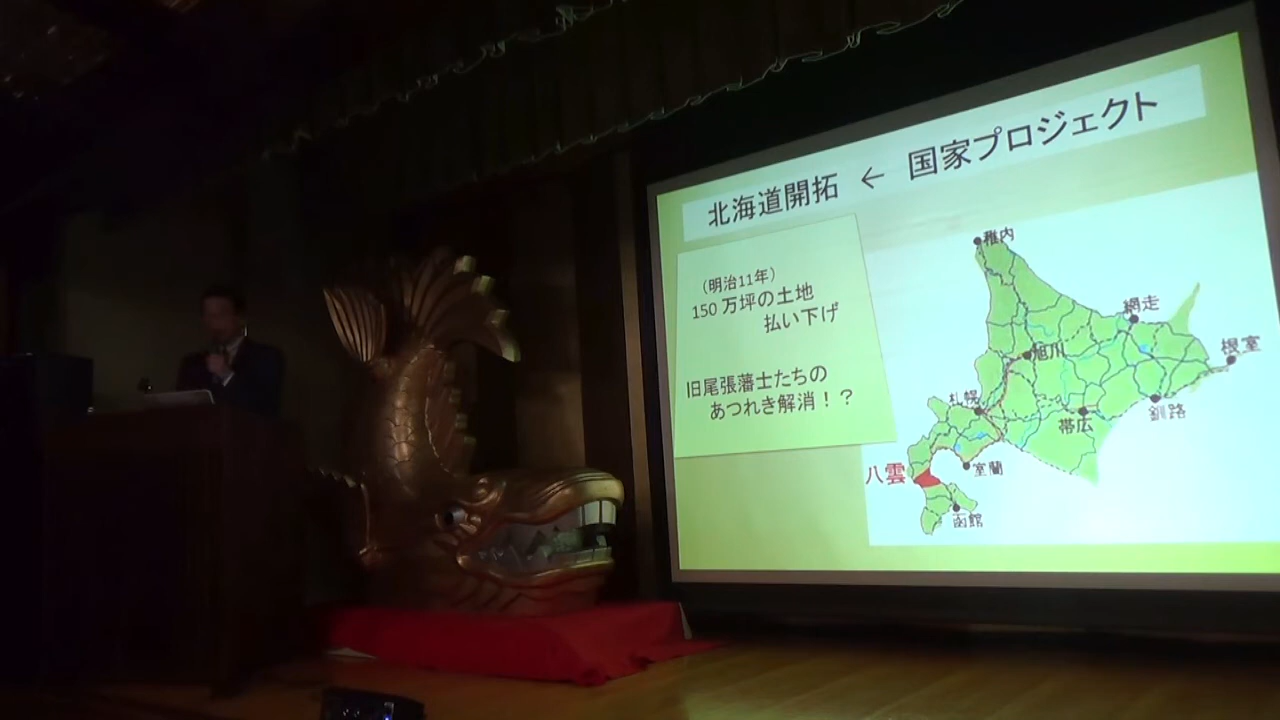 北海道開拓 ← 国家プロジェクト
（明治11年）
150 万坪の土地
払い下げ
旧尾張藩士たちの
あつれき解消！？
稚内
網走
根室
旭川
札幌
帯広
釧路
八雲
室蘭
函館